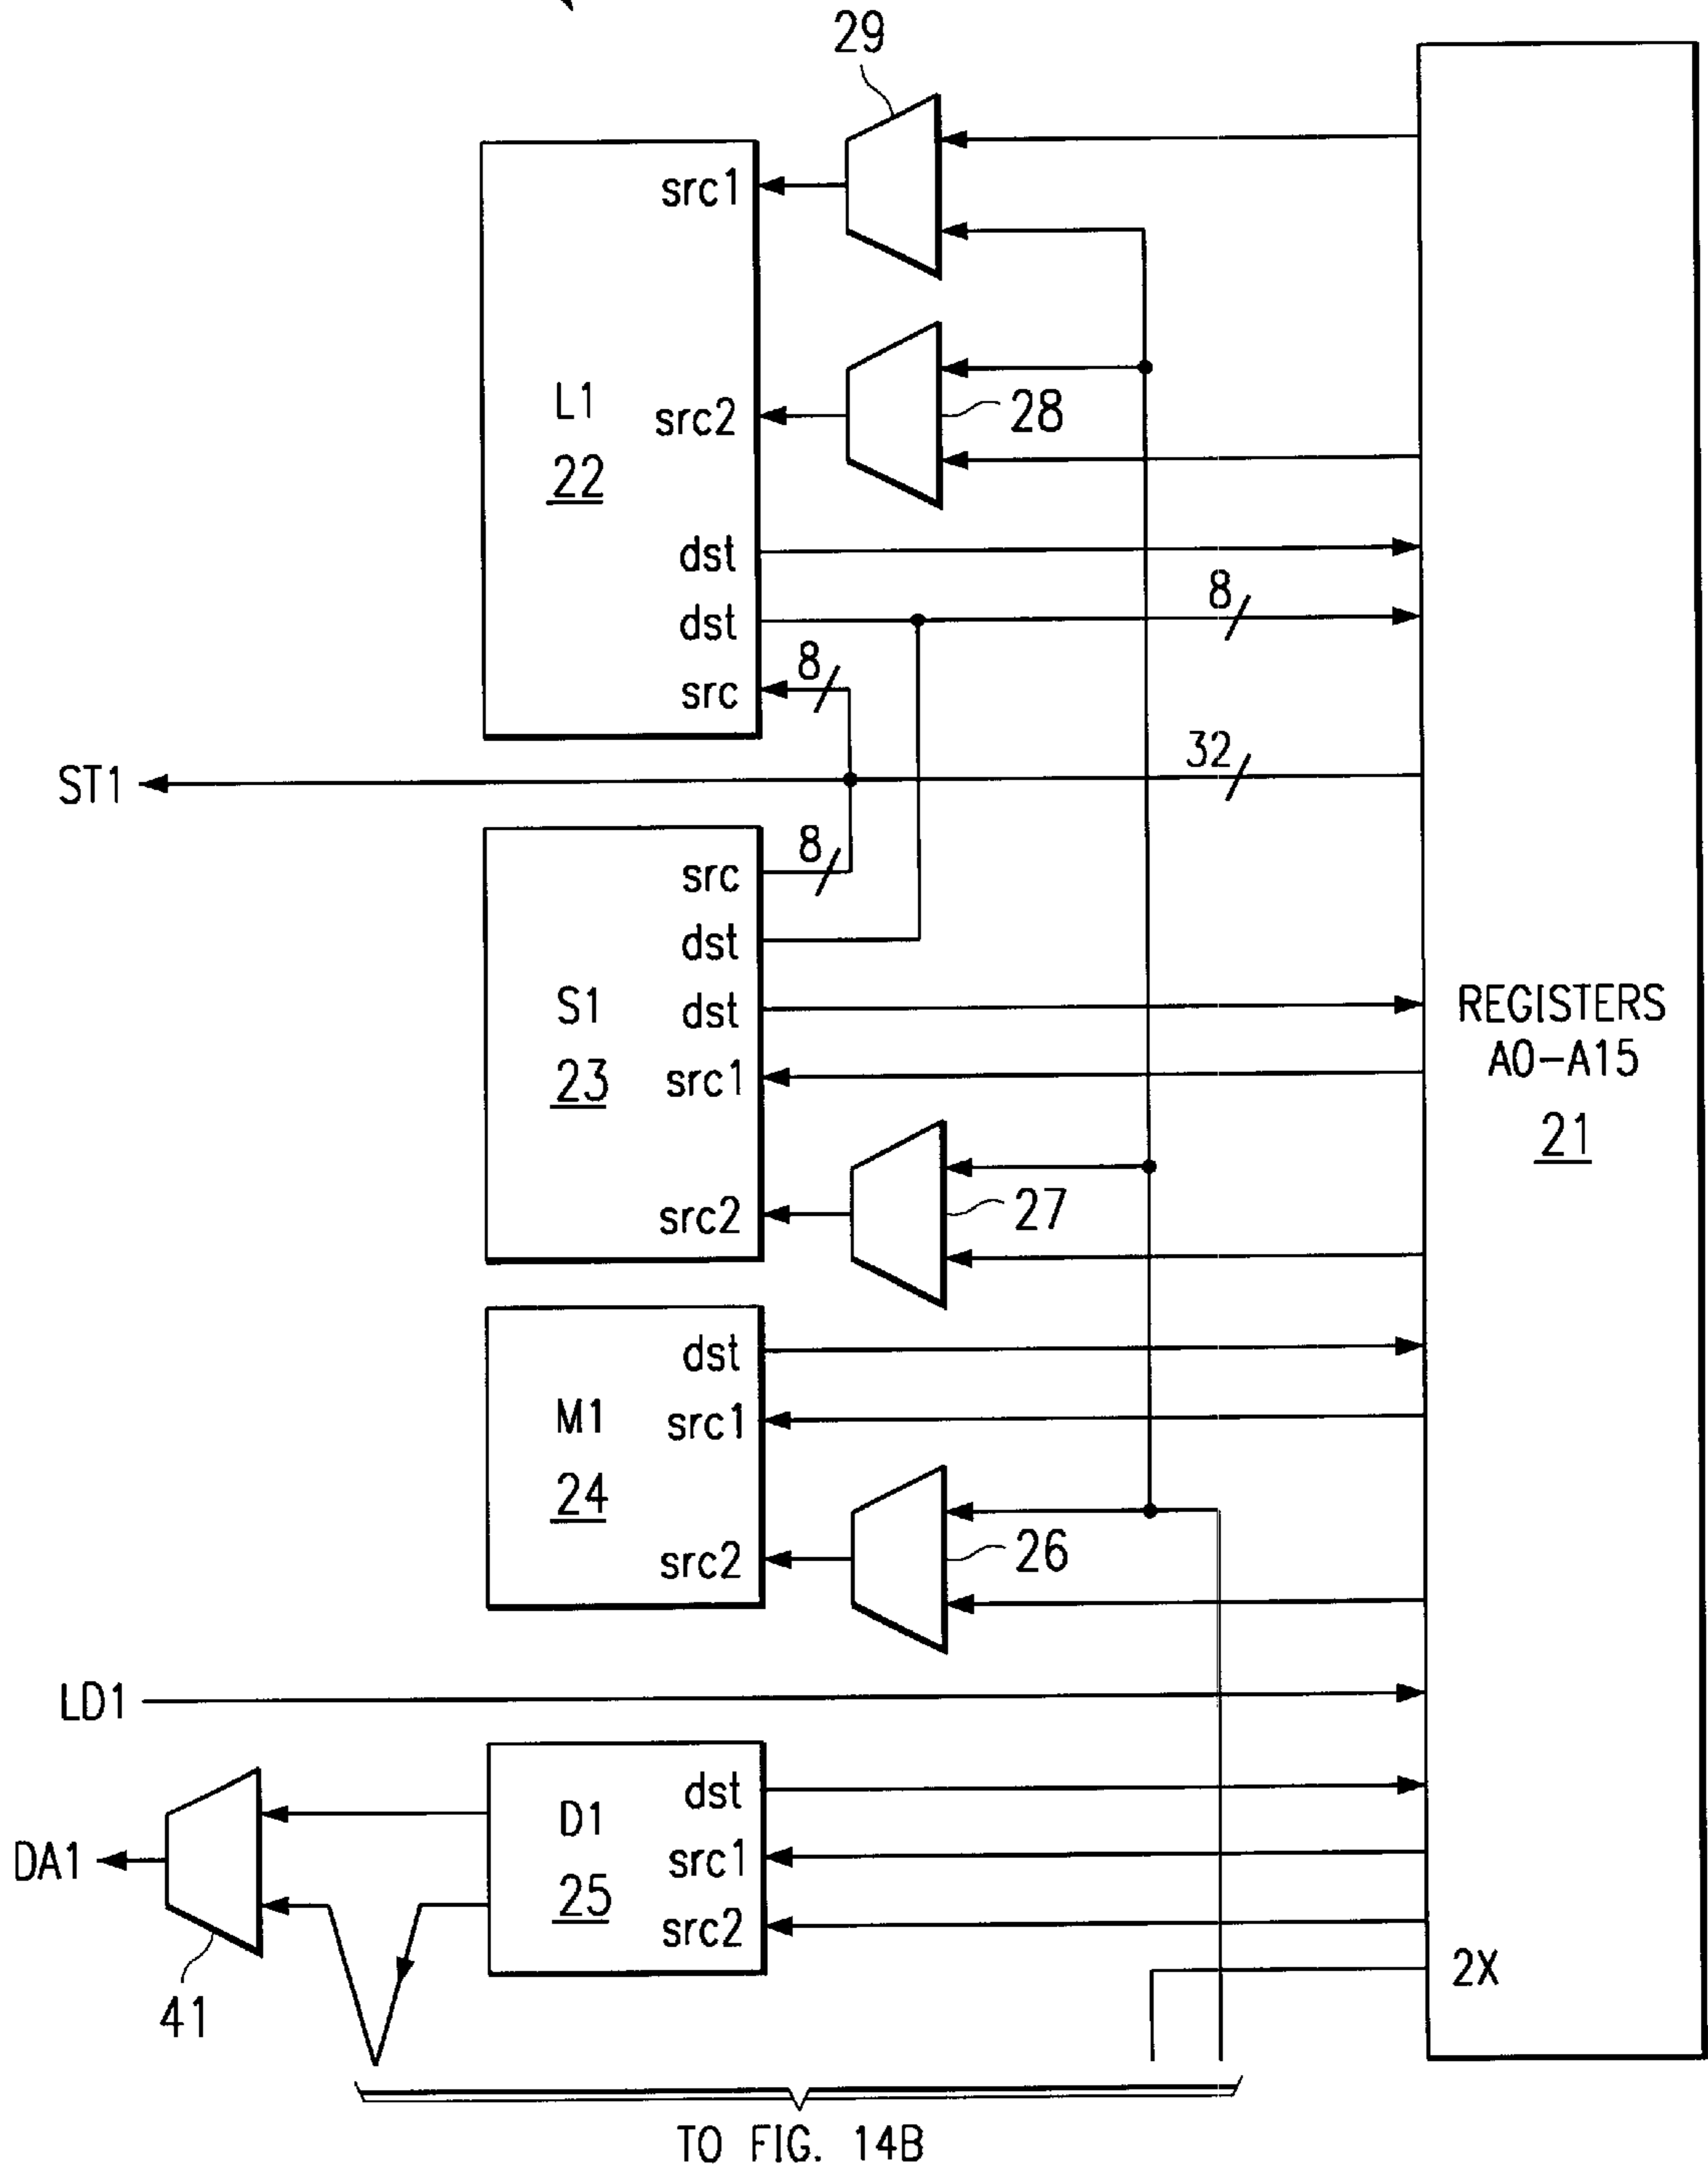 29
src1
L1
22
src2
28
dst
dst
8
src
8
32
ST1
8
src
dst
S1
23
dst
src1
REGISTERS
A0-A15
21
src2
27
dst
M1
24
src1
src2
26
LD1
dst
D1
25
src1
src2
DA1
41
2X
TO FIG. 14B